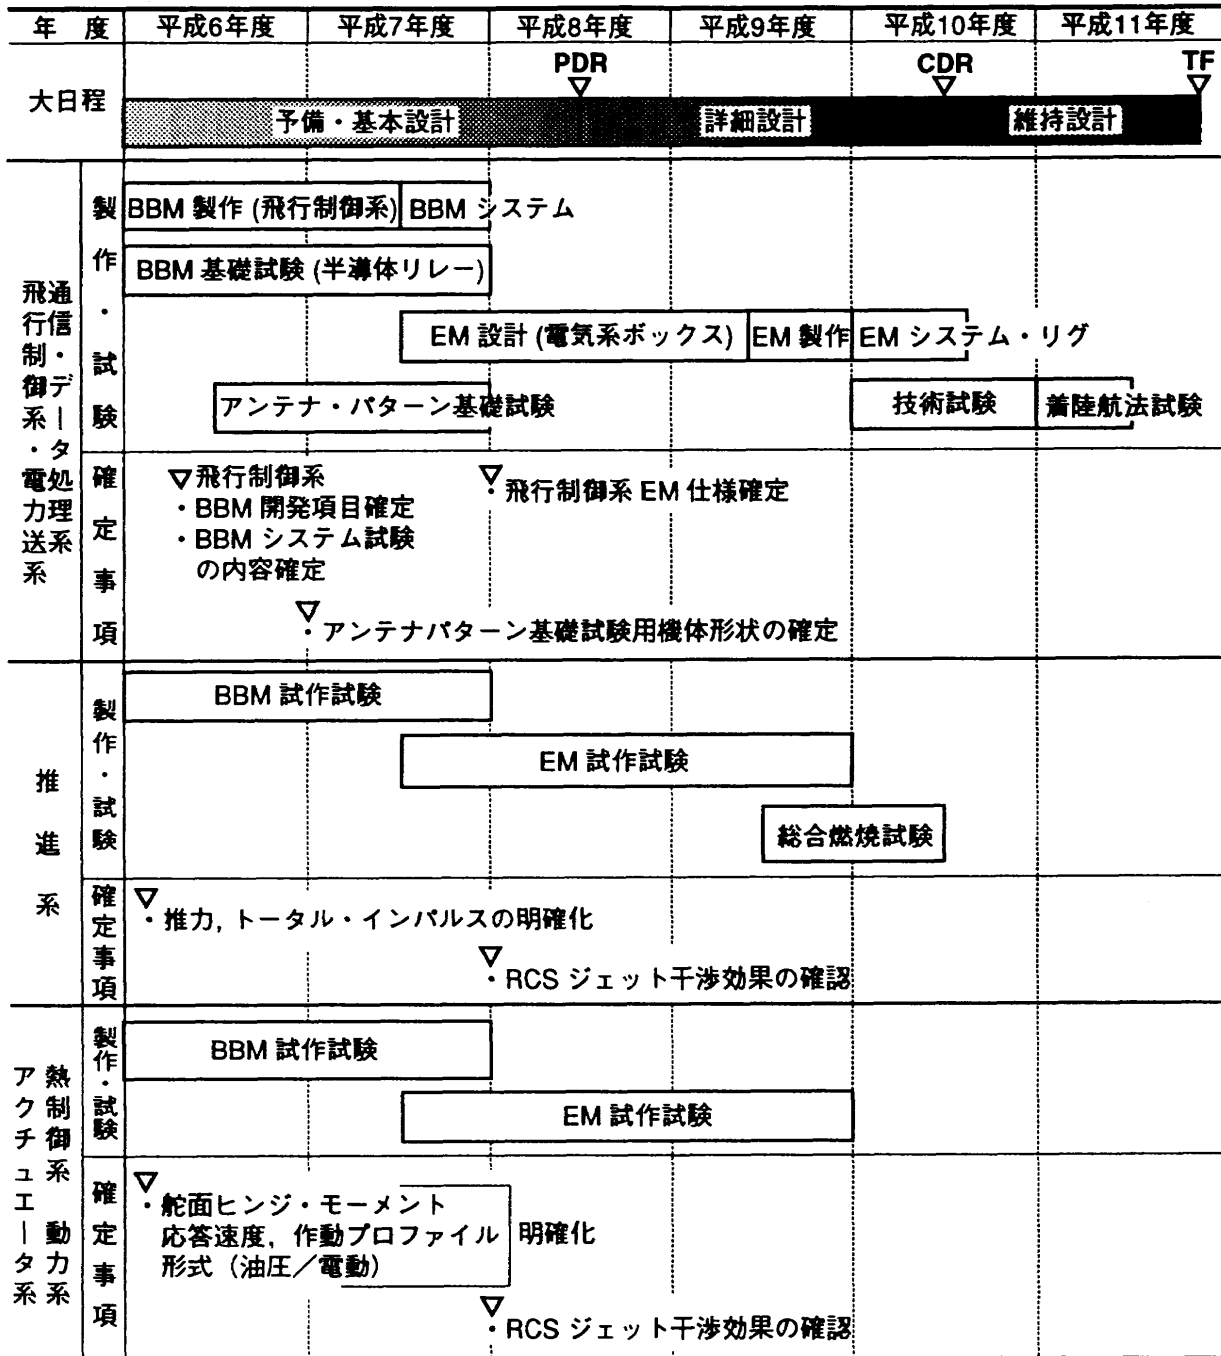 年 度 平成6年度 平成7年度 平成8年度 平成9年度 平成10年度 平成11年度
大日程
PDR CDR TF
予備・基本設計 詳細設計 維持設計
通信・データ処理系
飛行制御系・電力送系
製作・試験
BBM 製作 (飛行制御系) BBM システム
BBM 基礎試験 (半導体リレー)
EM 設計 (電気系ボックス) EM 製作 EM システム・リグ
アンテナ・パターン基礎試験 技術試験 着陸航法試験
確定事項
飛行制御系
・BBM 開発項目確定
・BBM システム試験
の内容確定
・飛行制御系 EM 仕様確定
・アンテナパターン基礎試験用機体形状の確定
推進系
製作・試験
BBM 試作試験
EM 試作試験
総合燃焼試験
確定事項
・推力, トータル・インパルスの明確化
・RCS ジェット干渉効果の確認
熱制御系 動力系
アクチュエータ系
製作・試験
BBM 試作試験
EM 試作試験
確定事項
・舵面ヒンジ・モーメント
応答速度, 作動プロファイル 明確化
形式 (油圧/電動)
・RCS ジェット干渉効果の確認